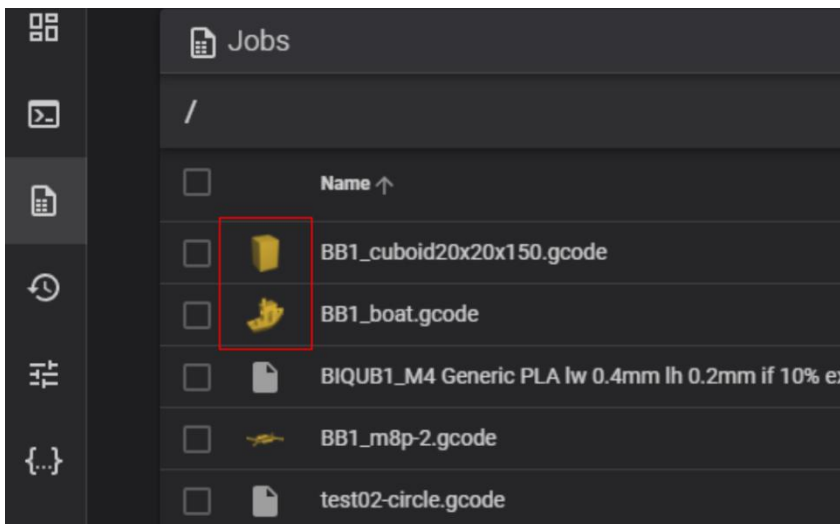 Jobs
/
Name
BB1_cuboid20x20x150.gcode
BB1_boat.gcode
BIQUB1_M4 Generic PLA lw 0.4mm lh 0.2mm if 10%
BB1_m8p-2.gcode
test02-circle.gcode
{...}